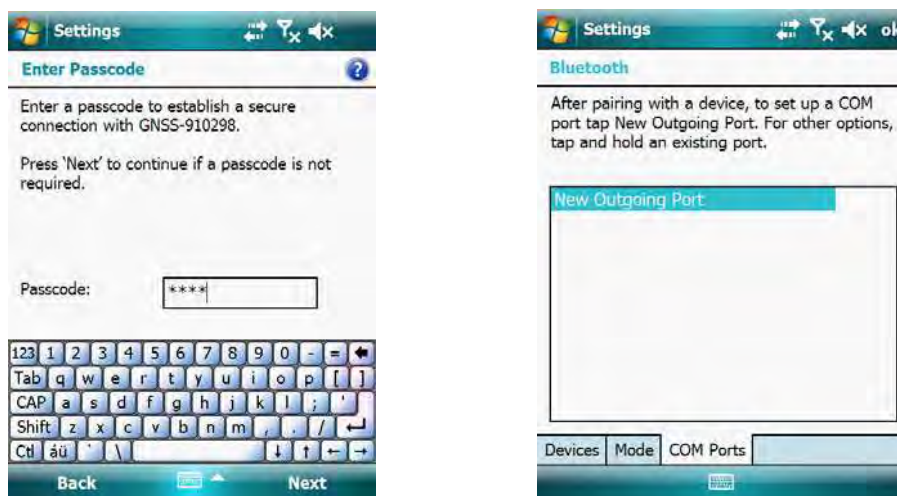 Settings
Enter Passcode
Enter a passcode to establish a secure
connection with GNSS-910298.
Press `Next' to continue if a passcode is not
required.
Passcode: ****
123 1 2 3 4 5 6 7 8 9 0 - =
Tab q w e r t y u i o p [ ]
CAP a s d f g h j k l ; '
Shift z x c v b n m , . /
Ctl áü ` \
Back Next
Settings ok
Bluetooth
After pairing with a device, to set up a COM
port tap New Outgoing Port. For other options,
tap and hold an existing port.
New Outgoing Port
Devices Mode COM Ports